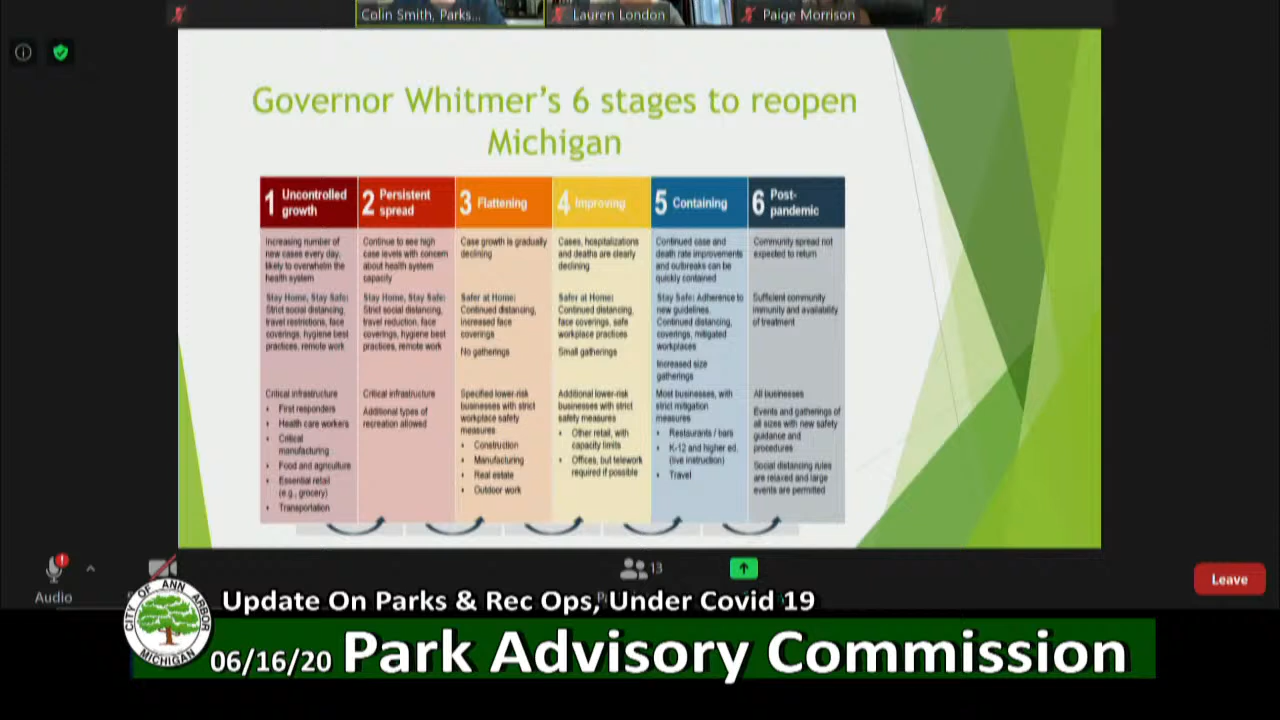 Colin Smith, Parks...
Lauren London
Paige Morrison
Governor Whitmer's 6 stages to reopen
Michigan
1 Uncontrolled
growth
Increasing number of
new cases every day,
likely to overwhelm the
health system
Stay Home, Stay Safe:
Strict social distancing,
travel restrictions, face
coverings, hygiene best
practices, remote work
Critical infrastructure
• First responders
• Health care workers
• Critical
manufacturing
• Food and agriculture
• Essential retail
(e.g., grocery)
• Transportation
2 Persistent
spread
Continue to see high
case levels with concern
about health system
capacity
Stay Home, Stay Safe:
Strict social distancing,
travel reduction, face
coverings, hygiene best
practices, remote work
Critical infrastructure
Additional types of
recreation allowed
3 Flattening
Case growth is gradually
declining
Safer at Home:
Continued distancing,
increased face
coverings
No gatherings
Specified lower-risk
businesses with strict
workplace safety
measures
• Construction
• Manufacturing
• Real estate
• Outdoor work
4 Improving
Cases, hospitalizations
and deaths are clearly
declining
Safer at Home:
Continued distancing,
face coverings, safe
workplace practices
Small gatherings
Additional lower-risk
businesses with strict
safety measures
• Other retail, with
capacity limits
• Offices, but telework
required if possible
5 Containing
Continued case and
death rate improvements
and outbreaks can be
quickly contained
Stay Safe: Adherence to
new guidelines.
Continued distancing,
coverings, mitigated
workplaces
Increased size
gatherings
Most businesses, with
strict mitigation
measures
• Restaurants / bars
• K-12 and higher ed.
(live instruction)
• Travel
6 Post-
pandemic
Community spread not
expected to return
Sufficient community
immunity and availability
of treatment
All businesses
Events and gatherings of
all sizes with new safety
guidance and
procedures
Social distancing rules
are relaxed and large
events are permitted
Audio
13
Leave
CITY OF ANN ARBOR
MICHIGAN
Update On Parks & Rec Ops, Under Covid 19
06/16/20 Park Advisory Commission